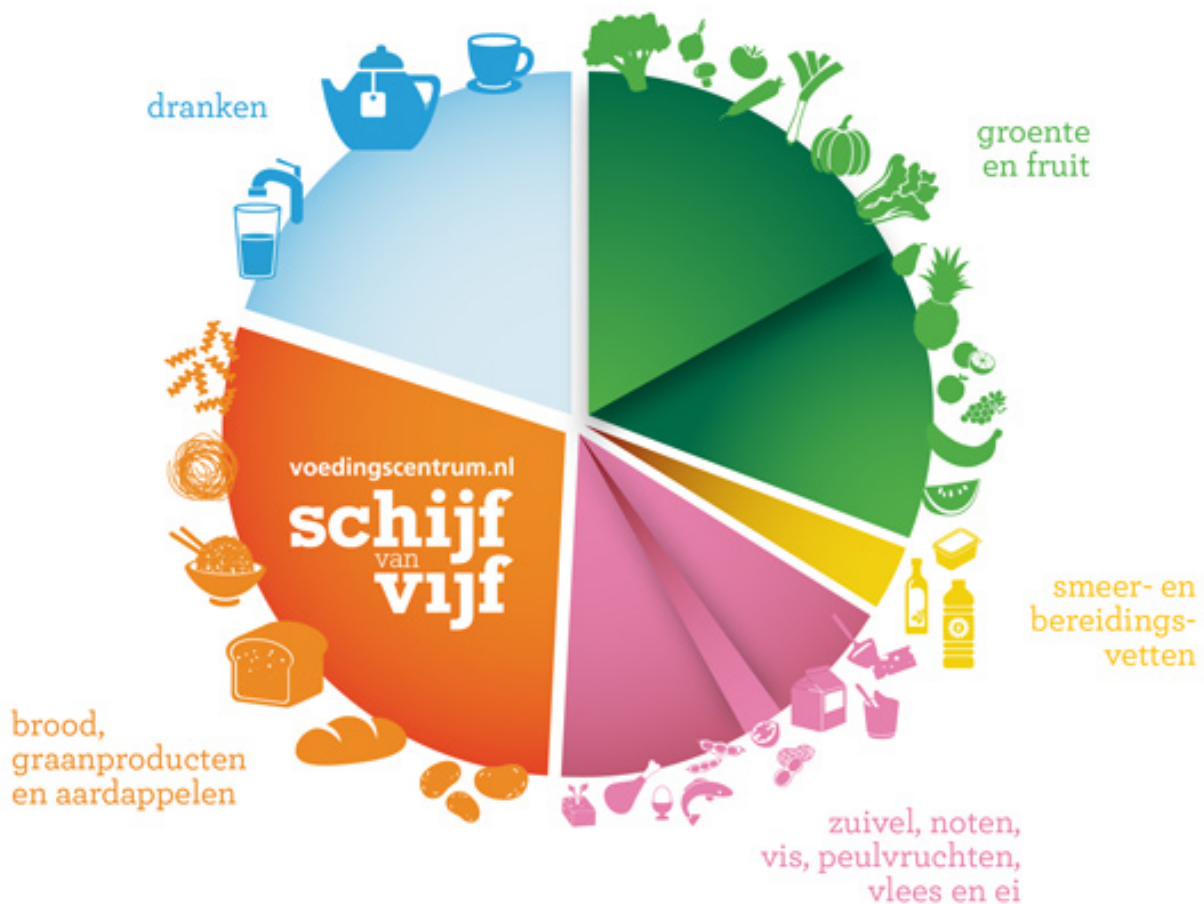 dranken
groente
en fruit
voedingscentrum.nl
schijf
van
vijf
smeer- en
bereidings-
vetten
brood,
graanproducten
en aardappelen
zuivel, noten,
vis, peulvruchten,
vlees en ei